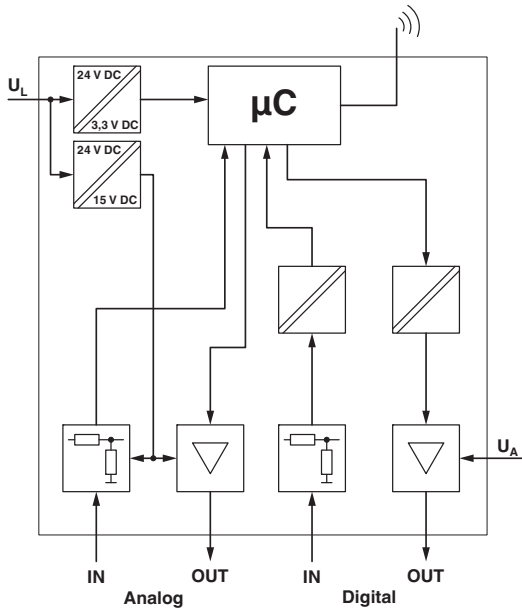 U_L
24 V DC
3,3 V DC
24 V DC
15 V DC
µC
U_A
IN OUT IN OUT
Analog Digital